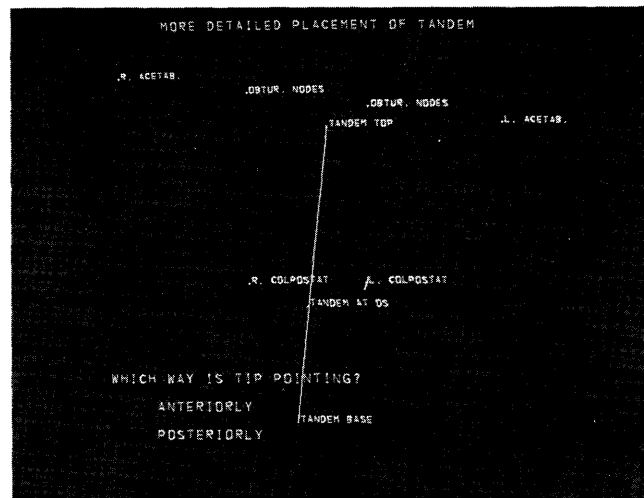 MORE DETAILED PLACEMENT OF TANDEM
.R. ACETAB.
.OBTUR. NODES
.OBTUR. NODES
.L. ACETAB.
TANDEM TOP
.R. COLPOSTAT
L. COLPOSTAT
TANDEM AT OS
WHICH WAY IS TIP POINTING?
ANTERIORLY
TANDEM BASE
POSTERIORLY